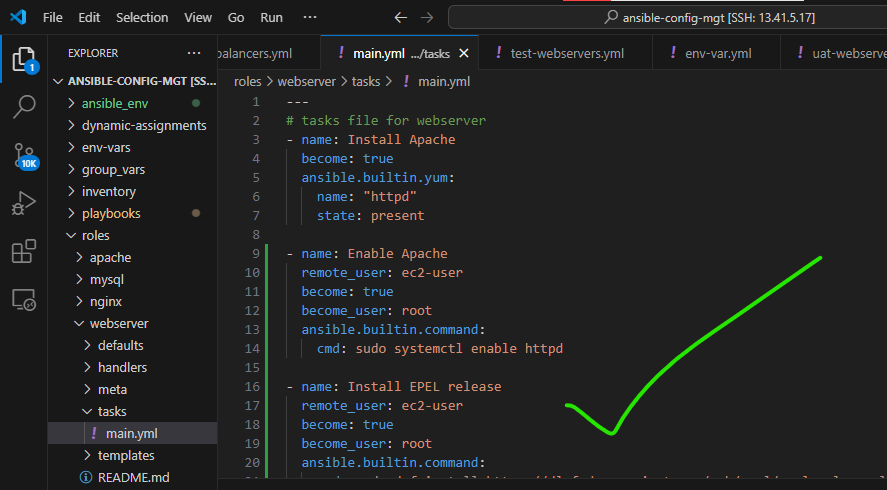 File Edit Selection View Go Run ··· ansible-config-mgt [SSH: 13.41.5.17]
EXPLORER ···
balancers.yml main.yml .../tasks test-webservers.yml env-var.yml uat-webserve
ANSIBLE-CONFIG-MGT [SS...
roles > webserver > tasks > ! main.yml
1
10K
ansible_env
dynamic-assignments
env-vars
group_vars
inventory
playbooks
roles
apache
mysql
nginx
webserver
defaults
handlers
meta
tasks
! main.yml
templates
README.md
1 ---
2 # tasks file for webserver
3 - name: Install Apache
4 become: true
5 ansible.builtin.yum:
6 name: "httpd"
7 state: present
8
9 - name: Enable Apache
10 remote_user: ec2-user
11 become: true
12 become_user: root
13 ansible.builtin.command:
14 cmd: sudo systemctl enable httpd
15
16 - name: Install EPEL release
17 remote_user: ec2-user
18 become: true
19 become_user: root
20 ansible.builtin.command: